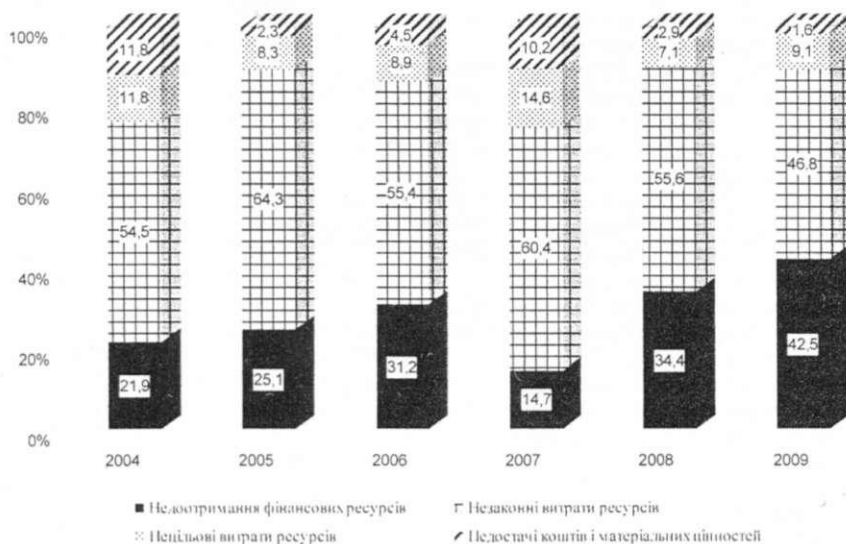 100%
80%
60%
40%
20%
0%
11,8 2,3 4,5 10,2 2,9 1,6
11,8 8,3 8,9 14,6 7,1 9,1
54,5 64,3 55,4 60,4 55,6 46,8
21,9 25,1 31,2 14,7 34,4 42,5
2004 2005 2006 2007 2008 2009
Недоотримання фінансових ресурсів Незаконні витрати ресурсів
Нецільові витрати ресурсів Недостачі коштів і матеріальних цінностей